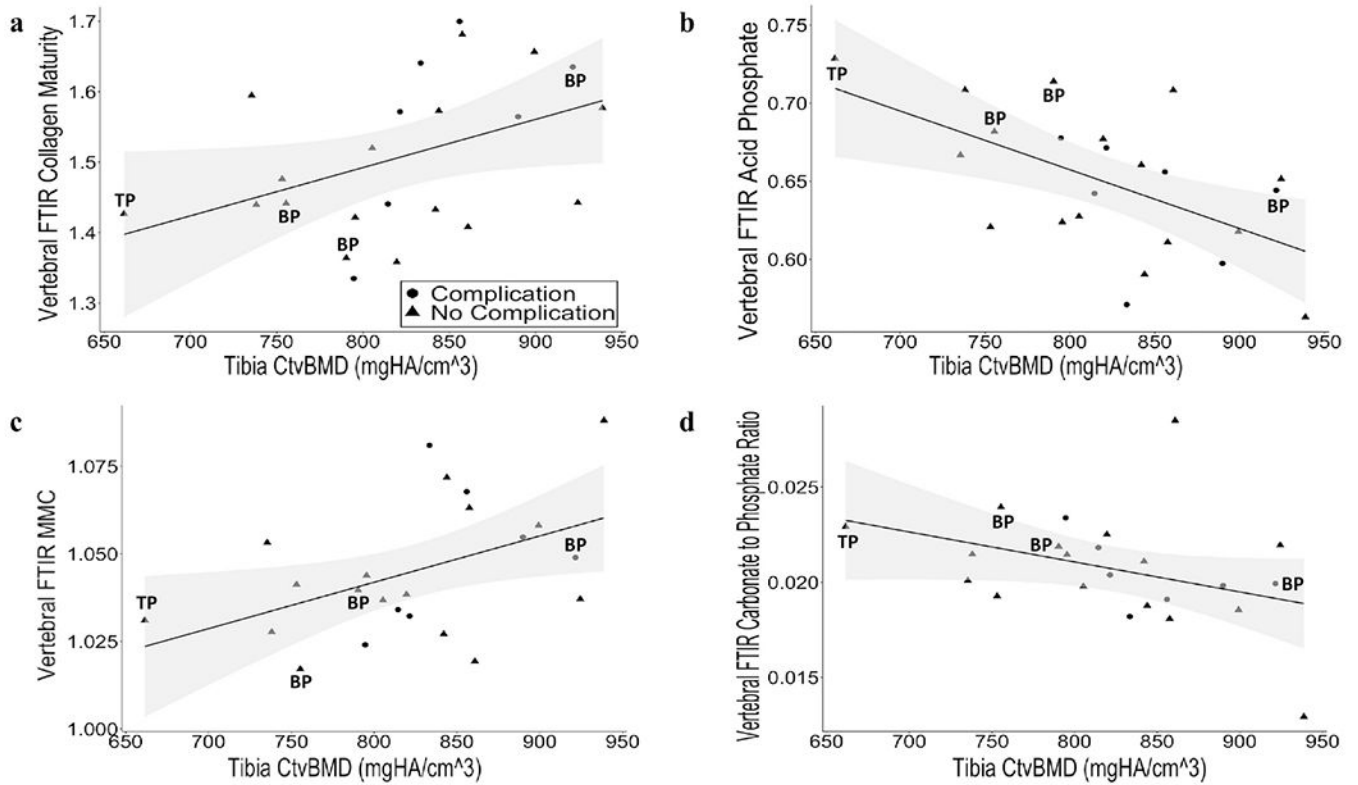 a
Vertebral FTIR Collagen Maturity
1.7
1.6
1.5
1.4
1.3
TP
BP
BP
BP
Complication
No Complication
650 700 750 800 850 900 950
Tibia CtvBMD (mgHA/cm^3)
b
Vertebral FTIR Acid Phosphate
0.75
0.70
0.65
0.60
TP
BP
BP
BP
650 700 750 800 850 900 950
Tibia CtvBMD (mgHA/cm^3)
c
Vertebral FTIR MMC
1.075
1.050
1.025
1.000
TP
BP
BP
BP
650 700 750 800 850 900 950
Tibia CtvBMD (mgHA/cm^3)
d
Vertebral FTIR Carbonate to Phosphate Ratio
0.025
0.020
0.015
TP
BP
BP
BP
650 700 750 800 850 900 950
Tibia CtvBMD (mgHA/cm^3)